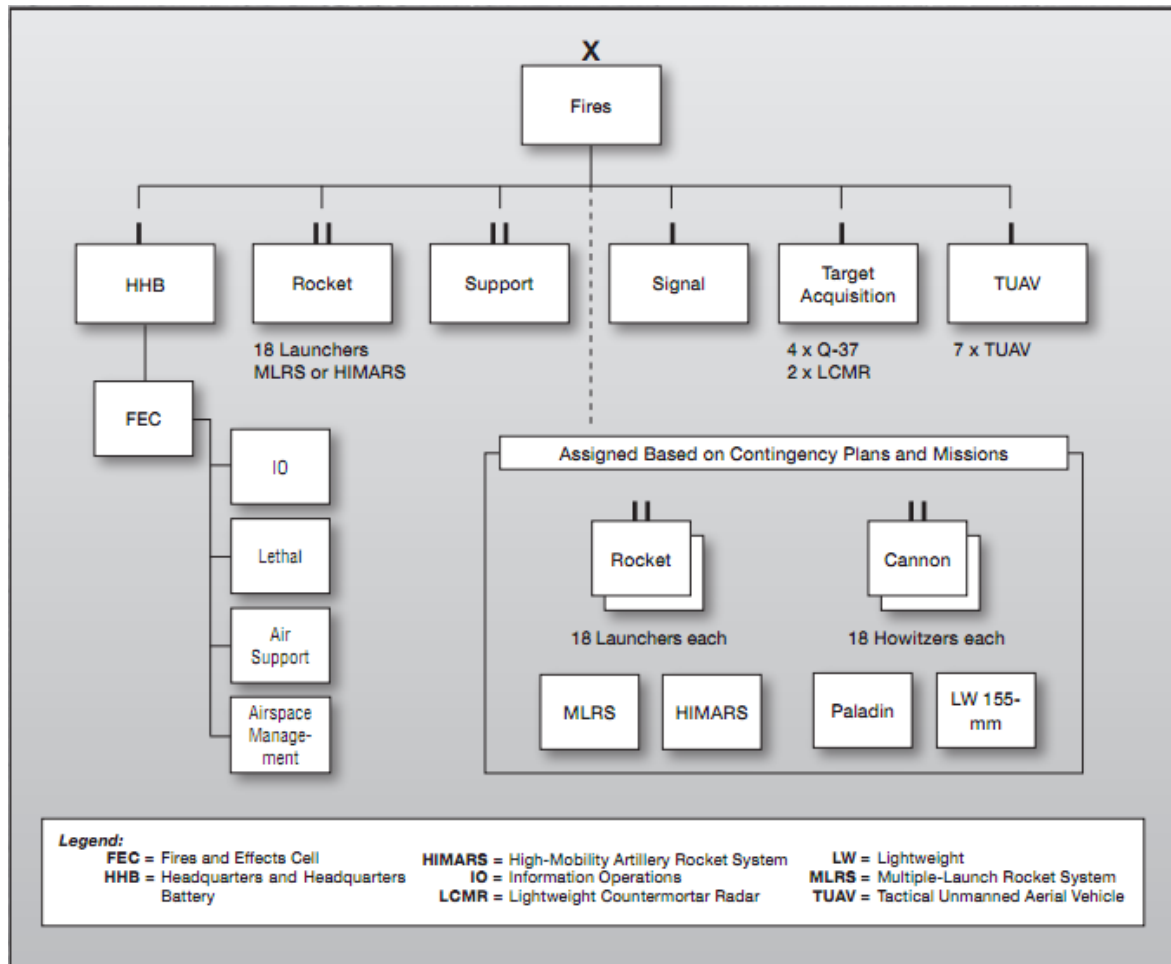 X
Fires
HHB
Rocket
Support
Signal
Target
Acquisition
TUAV
18 Launchers
MLRS or HIMARS
4 x Q-37
2 x LCMR
7 x TUAV
FEC
IO
Lethal
Air
Support
Airspace
Manage-
ment
Assigned Based on Contingency Plans and Missions
Rocket
Cannon
18 Launchers each
18 Howitzers each
MLRS
HIMARS
Paladin
LW 155-
mm
Legend:
FEC = Fires and Effects Cell
HHB = Headquarters and Headquarters
Battery
HIMARS = High-Mobility Artillery Rocket System
IO = Information Operations
LCMR = Lightweight Countermortar Radar
LW = Lightweight
MLRS = Multiple-Launch Rocket System
TUAV = Tactical Unmanned Aerial Vehicle